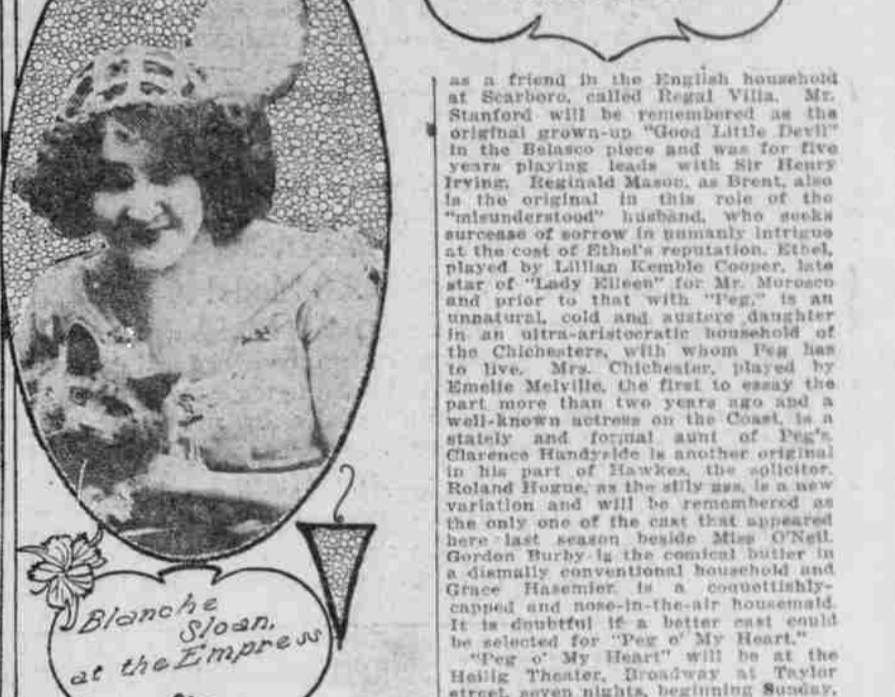 as a friend in the English household
at Scarboro, called Regal Villa. Mr.
Stanford will be remembered as the
original grown-up "Good Little Devil"
in the Belasco piece and was for five
years playing leads with Sir Henry
Irving. Reginald Mason, as Brent, also
is the original in this role of the
"misunderstood" husband, who seeks
surcease of sorrow in unmanly intrigue
at the cost of Ethel's reputation. Ethel,
played by Lillian Kemble Cooper, late
star of "Lady Eileen" for Mr. Morosco
and prior to that with "Peg," is an
unnatural, cold and austere daughter
in an ultra-aristocratic household of
the Chichesters, with whom Peg has
to live. Mrs. Chichester, played by
Emelie Melville, the first to essay the
part more than two years ago and a
well-known actress on the Coast, is a
stately and formal aunt of Peg's.
Clarence Handyside is another original
in his part of Hawkes, the solicitor.
Roland Hogue, as the silly ass, is a new
variation and will be remembered as
the only one of the cast that appeared
here last season beside Miss O'Neil.
Gordon Burby is the comical butler in
a dismally conventional household and
Grace Hasemier is a coquettishly-
capped and nose-in-the-air housemaid.
It is doubtful if a better cast could
be selected for "Peg o' My Heart."
"Peg o' My Heart" will be at the
Heilig Theater, Broadway at Taylor
street, seven nights, beginning Sunday,
Blanche
Sloan,
at the Empress